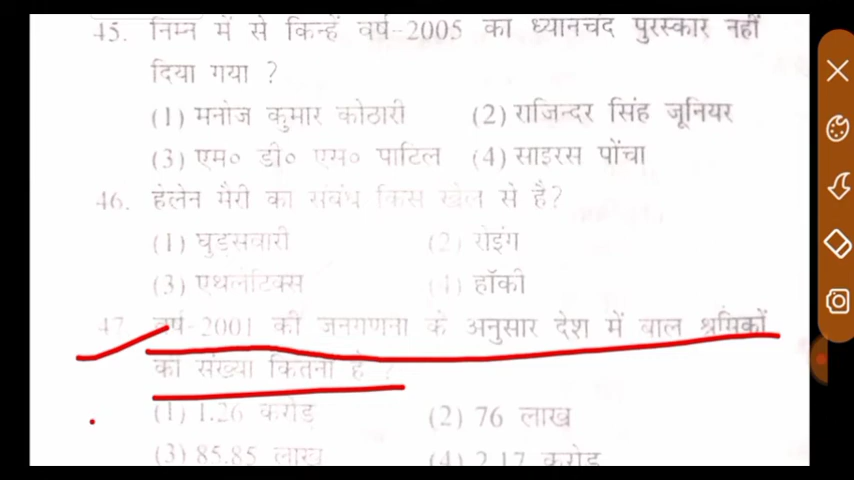 45. निम्न में से किन्हें वर्ष-2005 का ध्यानचंद पुरस्कार नहीं
दिया गया ?
(1) मनोज कुमार कोठारी (2) राजिन्दर सिंह जूनियर
(3) एम० डी० एम० पाटिल (4) साइरस पोंचा
46. हेलेन मैरी का संबंध किस खेल से है?
(1) घुड़सवारी (2) रोइंग
(3) एथलेटिक्स (4) हॉकी
47. वर्ष-2001 की जनगणना के अनुसार देश में बाल श्रमिकों
की संख्या कितनी है ?
(1) 1.26 करोड़ (2) 76 लाख
(3) 85.85 लाख (4) 2.17 करोड़